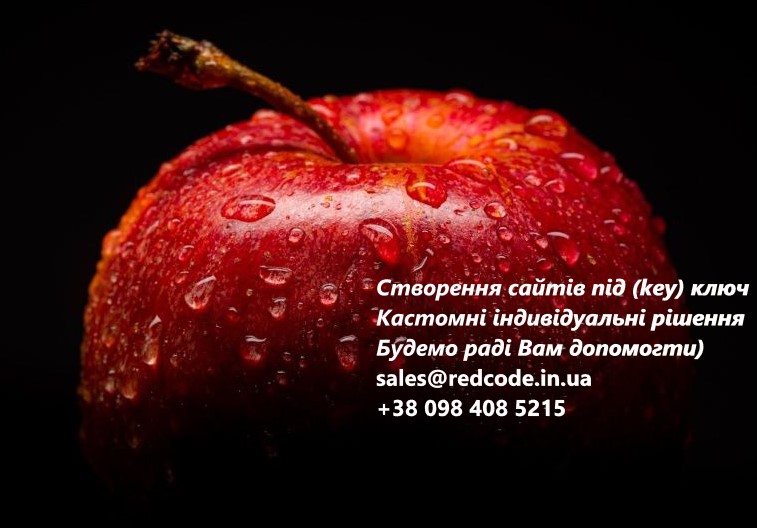 Створення сайтів під (key) ключ
Кастомні індивідуальні рішення
Будемо раді Вам допомогти)
sales@redcode.in.ua
+38 098 408 5215